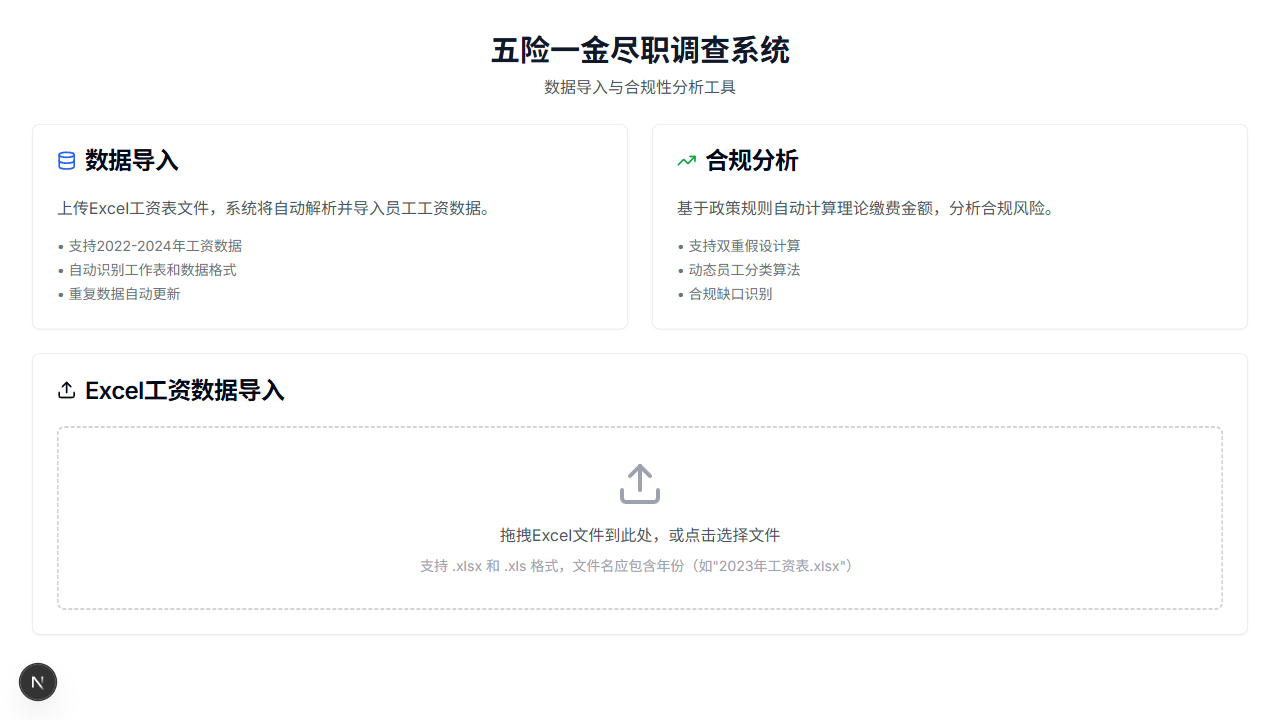 五险一金尽职调查系统
数据导入与合规性分析工具
数据导入
上传Excel工资表文件，系统将自动解析并导入员工工资数据。
• 支持2022-2024年工资数据
• 自动识别工作表和数据格式
• 重复数据自动更新
合规分析
基于政策规则自动计算理论缴费金额，分析合规风险。
• 支持双重假设计算
• 动态员工分类算法
• 合规缺口识别
Excel工资数据导入
拖拽Excel文件到此处，或点击选择文件
支持 .xlsx 和 .xls 格式，文件名应包含年份（如"2023年工资表.xlsx"）
N